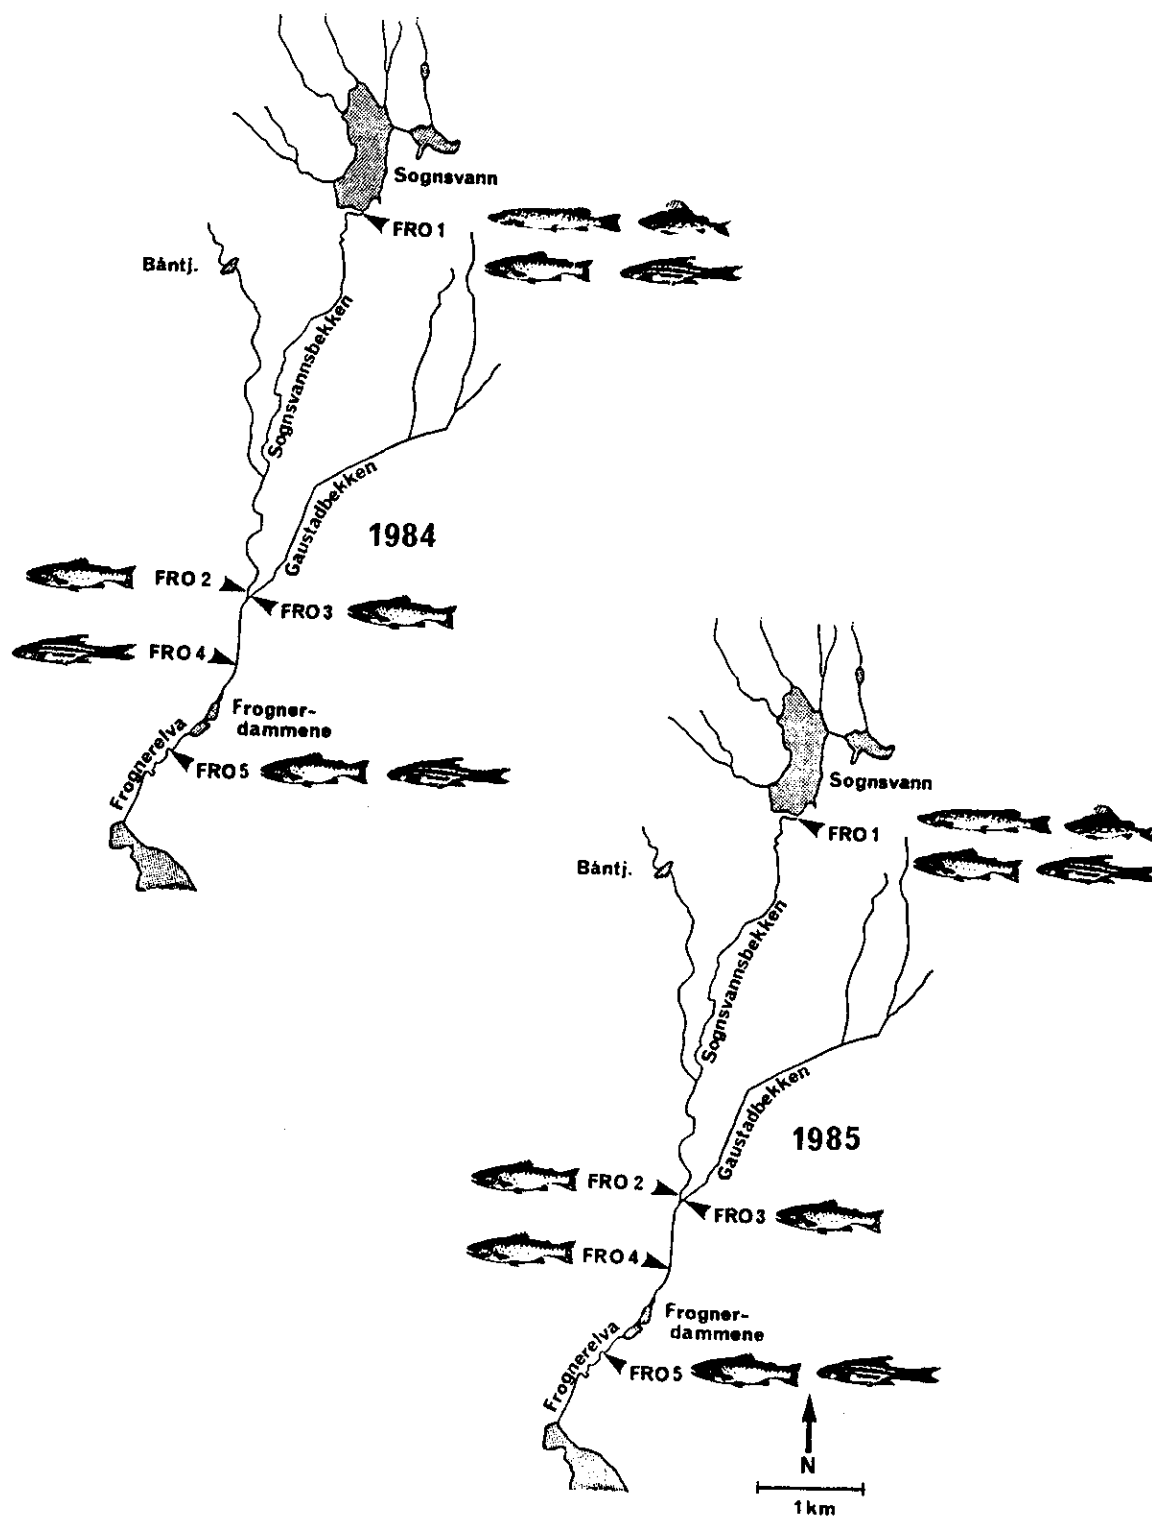 Sognsvann
FRO 1
Båntj.
Sognsvannsbekken
Gaustadbekken
1984
FRO 2
FRO 3
FRO 4
Frogner-
dammene
Frognerelva
FRO 5
Sognsvann
FRO 1
Båntj.
Sognsvannsbekken
Gaustadbekken
1985
FRO 2
FRO 3
FRO 4
Frogner-
dammene
Frognerelva
FRO 5
N
1 km